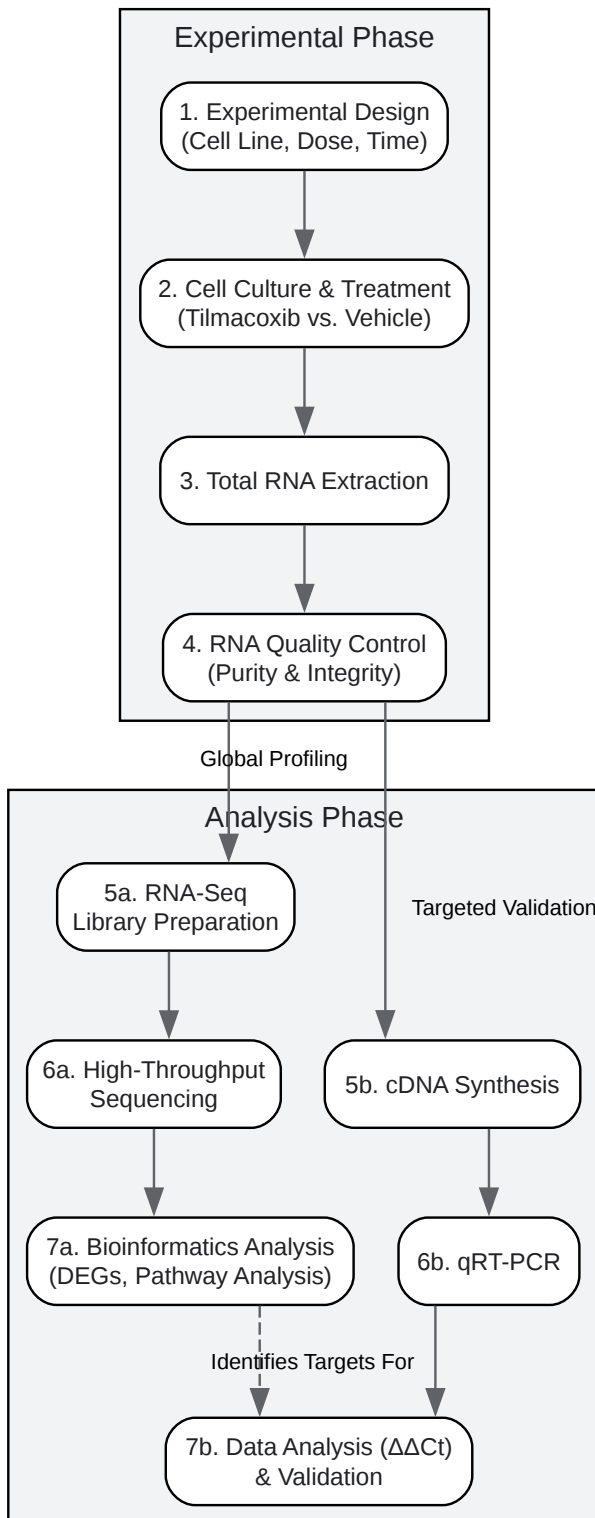 Experimental Phase
1. Experimental Design
(Cell Line, Dose, Time)
2. Cell Culture & Treatment
(Tilmacoxib vs. Vehicle)
3. Total RNA Extraction
4. RNA Quality Control
(Purity & Integrity)
Global Profiling
Analysis Phase
5a. RNA-Seq
Library Preparation
Targeted Validation
6a. High-Throughput
Sequencing
5b. cDNA Synthesis
7a. Bioinformatics Analysis
(DEGs, Pathway Analysis)
6b. qRT-PCR
Identifies Targets For
7b. Data Analysis (ΔΔCt)
& Validation